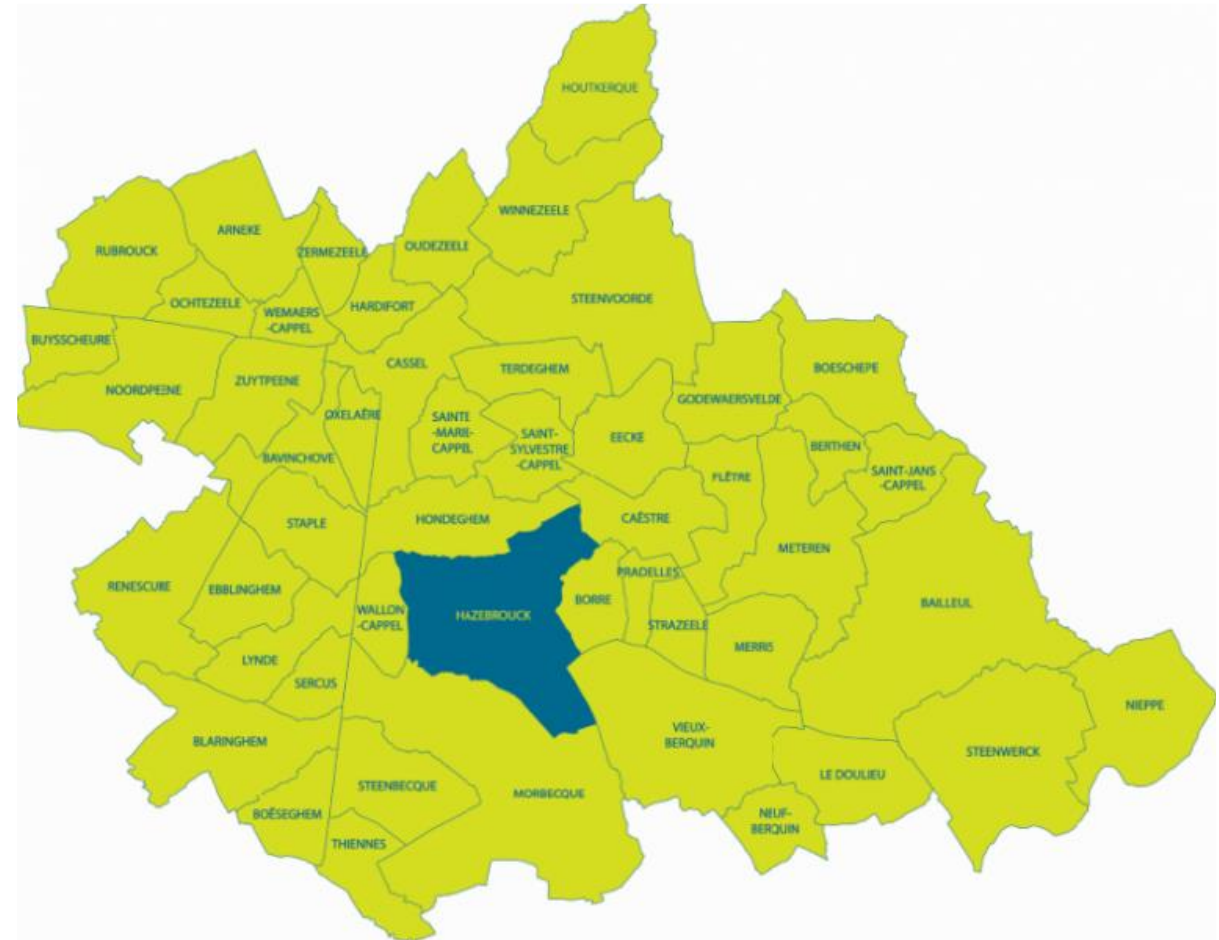 HOUTKERQUE
WINNEZEELE
ARNEKE
OUDEZEELE
RUBROUCK
ZERMEZEELE
STEENVOORDE
OCHTEZEELE
HARDIFORT
WEMAERS
-CAPPEL
BUYSSCHEURE
CASSEL
TERDEGHEM
BOESCHEPE
ZUYTPEENE
NOORDPEENE
GODEWAERSVELDE
OXELAËRE
SAINTE
-MARIE-
CAPPEL
SAINT-
SYLVESTRE
-CAPPEL
EECKE
BERTHEN
BAVINCHOVE
FLÊTRE
SAINT-JANS
-CAPPEL
STAPLE
HONDEGHEM
CAËSTRE
METEREN
RENESCURE
EBBLINGHEM
PRADELLES
WALLON
-CAPPEL
HAZEBROUCK
BORRE
BAILLEUL
STRAZEELE
MERRIS
LYNDE
SERCUS
NIEPPE
BLARINGHEM
VIEUX-
BERQUIN
STEENWERCK
STEENBECQUE
MORBECQUE
LE DOULIEU
BOËSEGHEM
NEUF-
BERQUIN
THIENNES